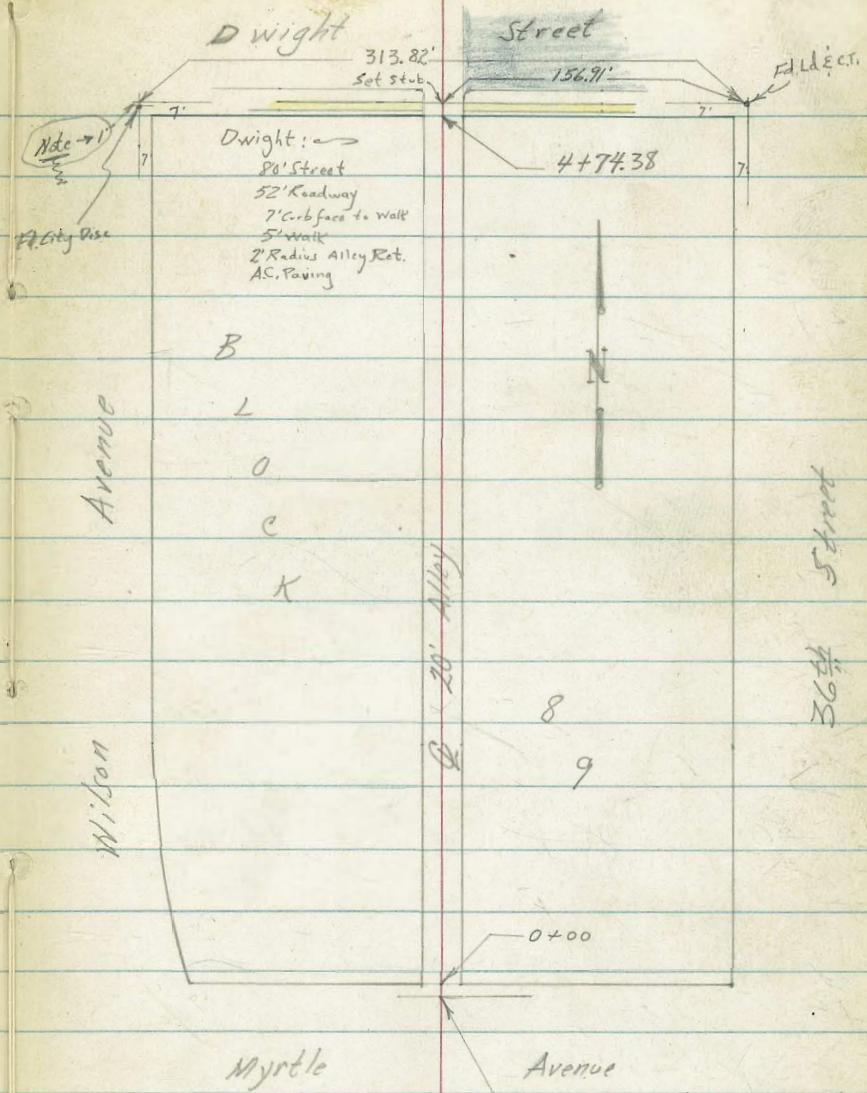 Dwight Street
313.82'
Set Stub
156.91'
Fd. Ld & C.T.
7' 7'
Note → 1'
7 7
Dwight:
80' Street
52' Roadway
7' Curb face to Walk
5' Walk
2' Radius Alley Ret.
A.C. Paving
4+74.38
Fd. City Disc
N
B
L
O
C
K
Wilson Avenue
℄ 20' Alley
36th Street
8
9
0+00
Myrtle Avenue